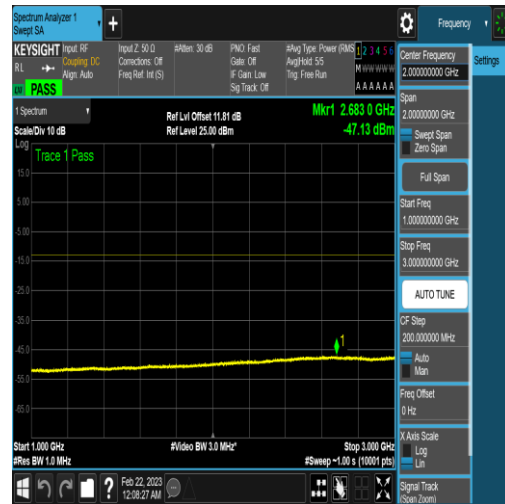 Spectrum Analyzer 1
Swept SA
+
Frequency
KEYSIGHT
Input: RF
Coupling: DC
Align: Auto
Input Z: 50 Ω
Corrections: Off
Freq Ref: Int (S)
#Atten: 30 dB
PNO: Fast
Gate: Off
IF Gain: Low
Sig Track: Off
#Avg Type: Power (RMS
Avg|Hold: 5/5
Trig: Free Run
1 2 3 4 5 6
M W W W W W
A A A A A A
RL
PASS
1 Spectrum
Scale/Div 10 dB
Ref Lvl Offset 11.81 dB
Ref Level 25.00 dBm
Mkr1 2.683 0 GHz
-47.13 dBm
Log
Trace 1 Pass
15.0
5.00
-5.00
-15.0
-25.0
-35.0
-45.0
-55.0
-65.0
1
Start 1.000 GHz
#Res BW 1.0 MHz
#Video BW 3.0 MHz*
Stop 3.000 GHz
#Sweep ~1.00 s (10001 pts)
Feb 22, 2023
12:08:27 AM
?
Center Frequency
2.000000000 GHz
Settings
Span
2.00000000 GHz
Swept Span
Zero Span
Full Span
Start Freq
1.000000000 GHz
Stop Freq
3.000000000 GHz
AUTO TUNE
CF Step
200.000000 MHz
Auto
Man
Freq Offset
0 Hz
X Axis Scale
Log
Lin
Signal Track
(Span Zoom)